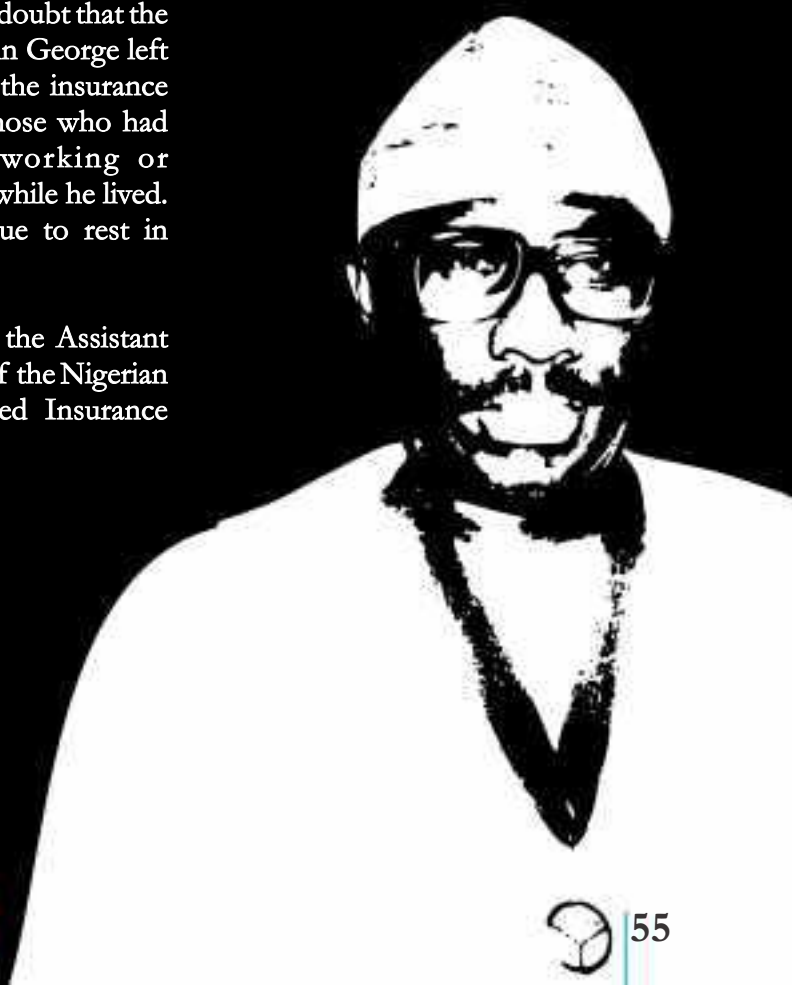 doubt that the
n George left
the insurance
hose who had
working or
while he lived.
ue to rest in
the Assistant
f the Nigerian
ed Insurance
55